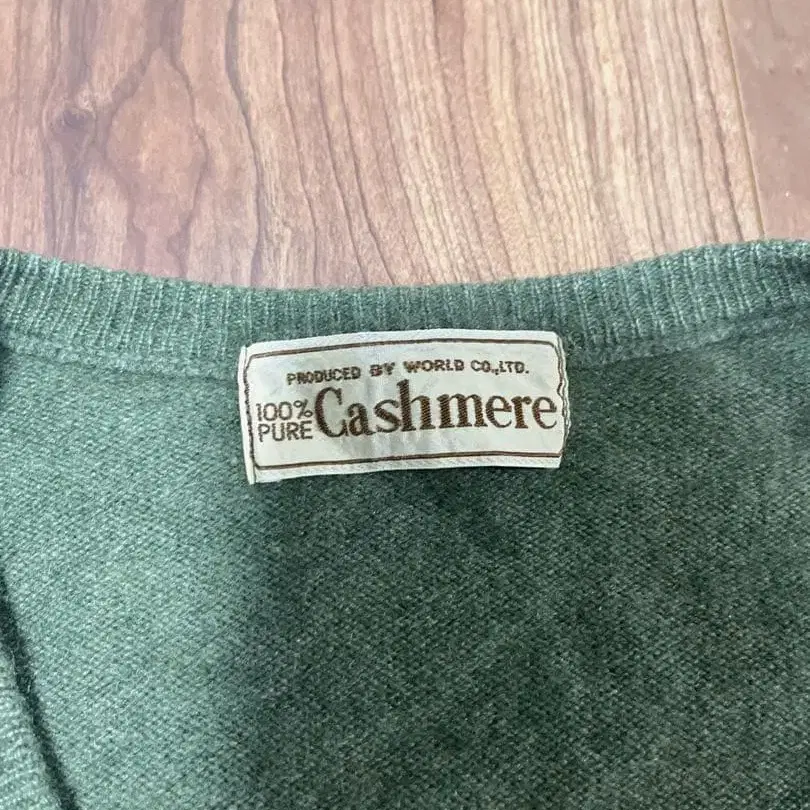 PRODUCED BY WORLD CO.,LTD.
100% PURE Cashmere